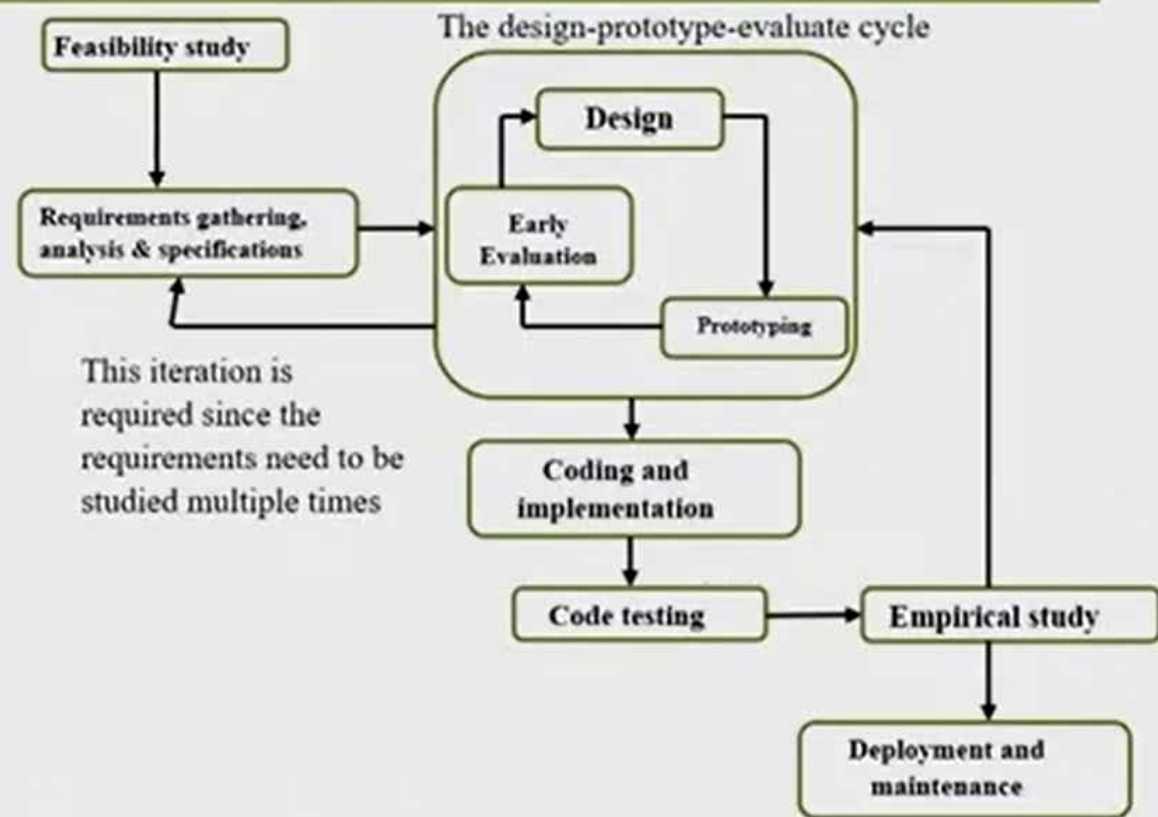 The design-prototype-evaluate cycle
Feasibility study
Design
Requirements gathering,
analysis & specifications
Early
Evaluation
Prototyping
This iteration is
required since the
requirements need to be
studied multiple times
Coding and
implementation
Code testing
Empirical study
Deployment and
maintenance